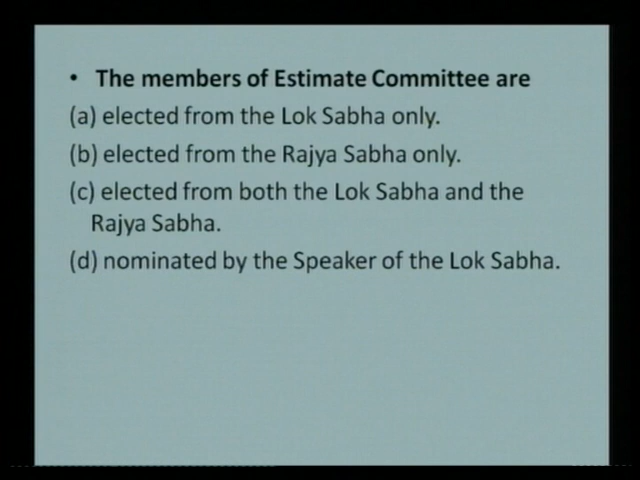 • The members of Estimate Committee are
(a) elected from the Lok Sabha only.
(b) elected from the Rajya Sabha only.
(c) elected from both the Lok Sabha and the
Rajya Sabha.
(d) nominated by the Speaker of the Lok Sabha.